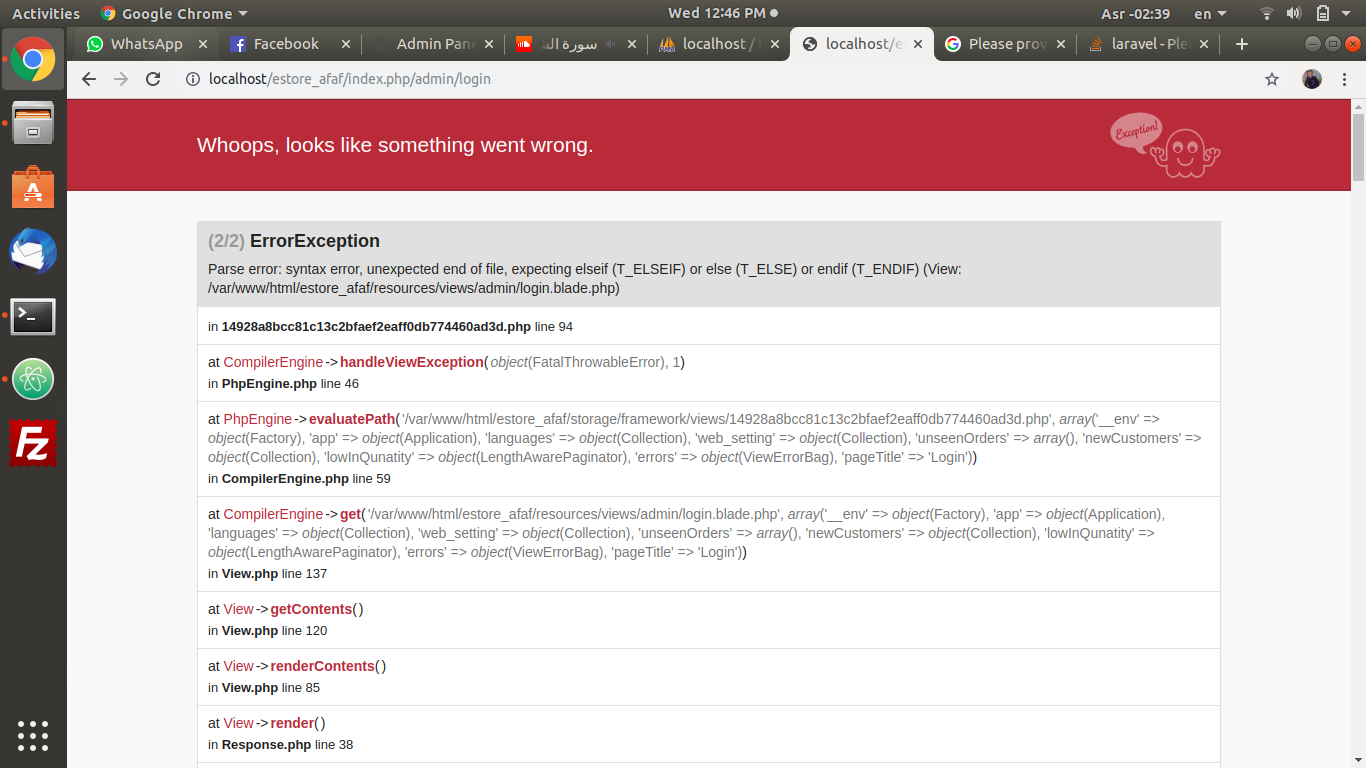 Activities Google Chrome Wed 12:46 PM Asr -02:39 en
WhatsApp Facebook Admin Pan localhost / localhost/e Please prov laravel - Ple
localhost/estore_afaf/index.php/admin/login
Whoops, looks like something went wrong.
Exception!
(2/2) ErrorException
Parse error: syntax error, unexpected end of file, expecting elseif (T_ELSEIF) or else (T_ELSE) or endif (T_ENDIF) (View:
/var/www/html/estore_afaf/resources/views/admin/login.blade.php)
in 14928a8bcc81c13c2bfaef2eaff0db774460ad3d.php line 94
at CompilerEngine->handleViewException(object(FatalThrowableError), 1)
in PhpEngine.php line 46
at PhpEngine->evaluatePath('/var/www/html/estore_afaf/storage/framework/views/14928a8bcc81c13c2bfaef2eaff0db774460ad3d.php', array('__env' =>
object(Factory), 'app' => object(Application), 'languages' => object(Collection), 'web_setting' => object(Collection), 'unseenOrders' => array(), 'newCustomers' =>
object(Collection), 'lowInQunatity' => object(LengthAwarePaginator), 'errors' => object(ViewErrorBag), 'pageTitle' => 'Login'))
in CompilerEngine.php line 59
at CompilerEngine->get('/var/www/html/estore_afaf/resources/views/admin/login.blade.php', array('__env' => object(Factory), 'app' => object(Application),
'languages' => object(Collection), 'web_setting' => object(Collection), 'unseenOrders' => array(), 'newCustomers' => object(Collection), 'lowInQunatity' =>
object(LengthAwarePaginator), 'errors' => object(ViewErrorBag), 'pageTitle' => 'Login'))
in View.php line 137
at View->getContents()
in View.php line 120
at View->renderContents()
in View.php line 85
at View->render()
in Response.php line 38